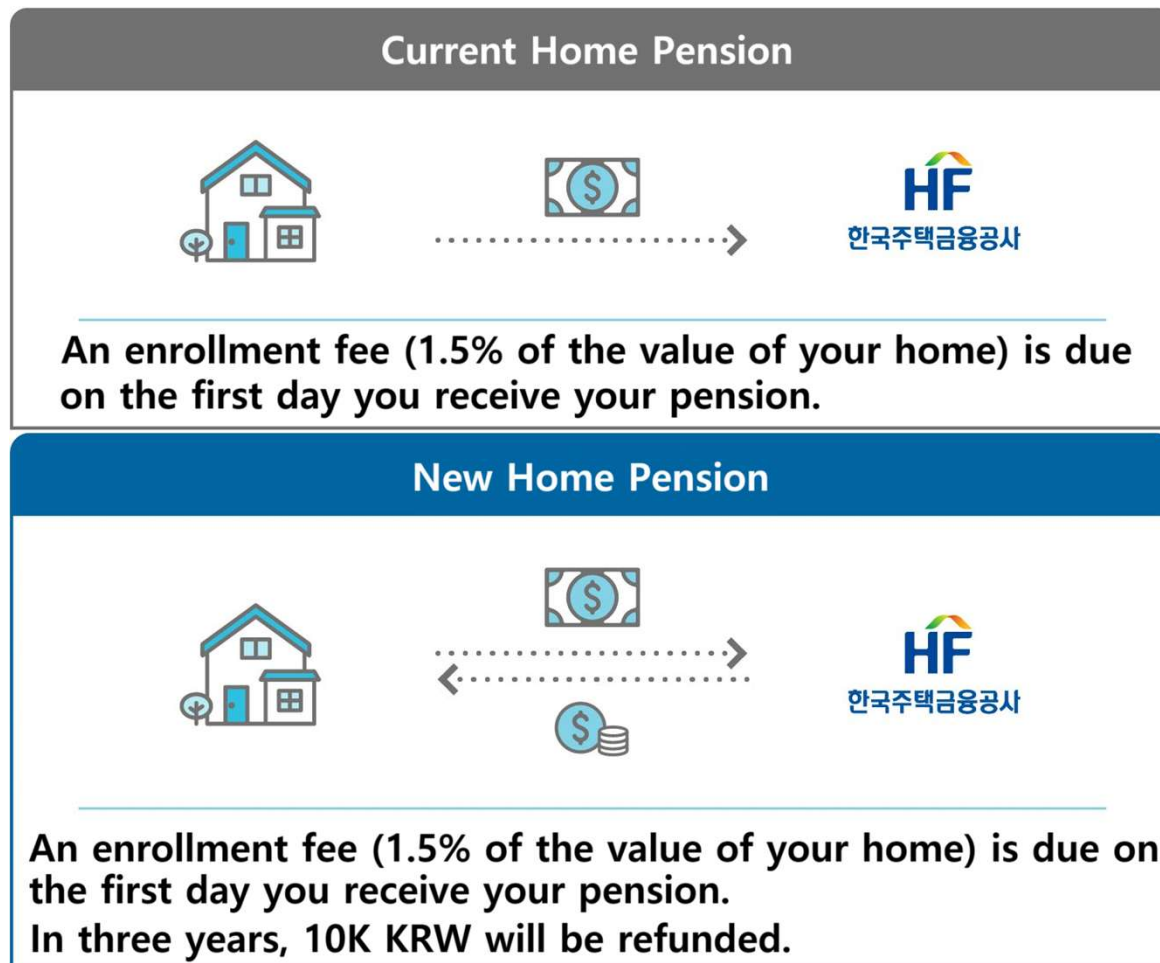 Current Home Pension
HF
한국주택금융공사
An enrollment fee (1.5% of the value of your home) is due
on the first day you receive your pension.
New Home Pension
HF
한국주택금융공사
An enrollment fee (1.5% of the value of your home) is due on
the first day you receive your pension.
In three years, 10K KRW will be refunded.